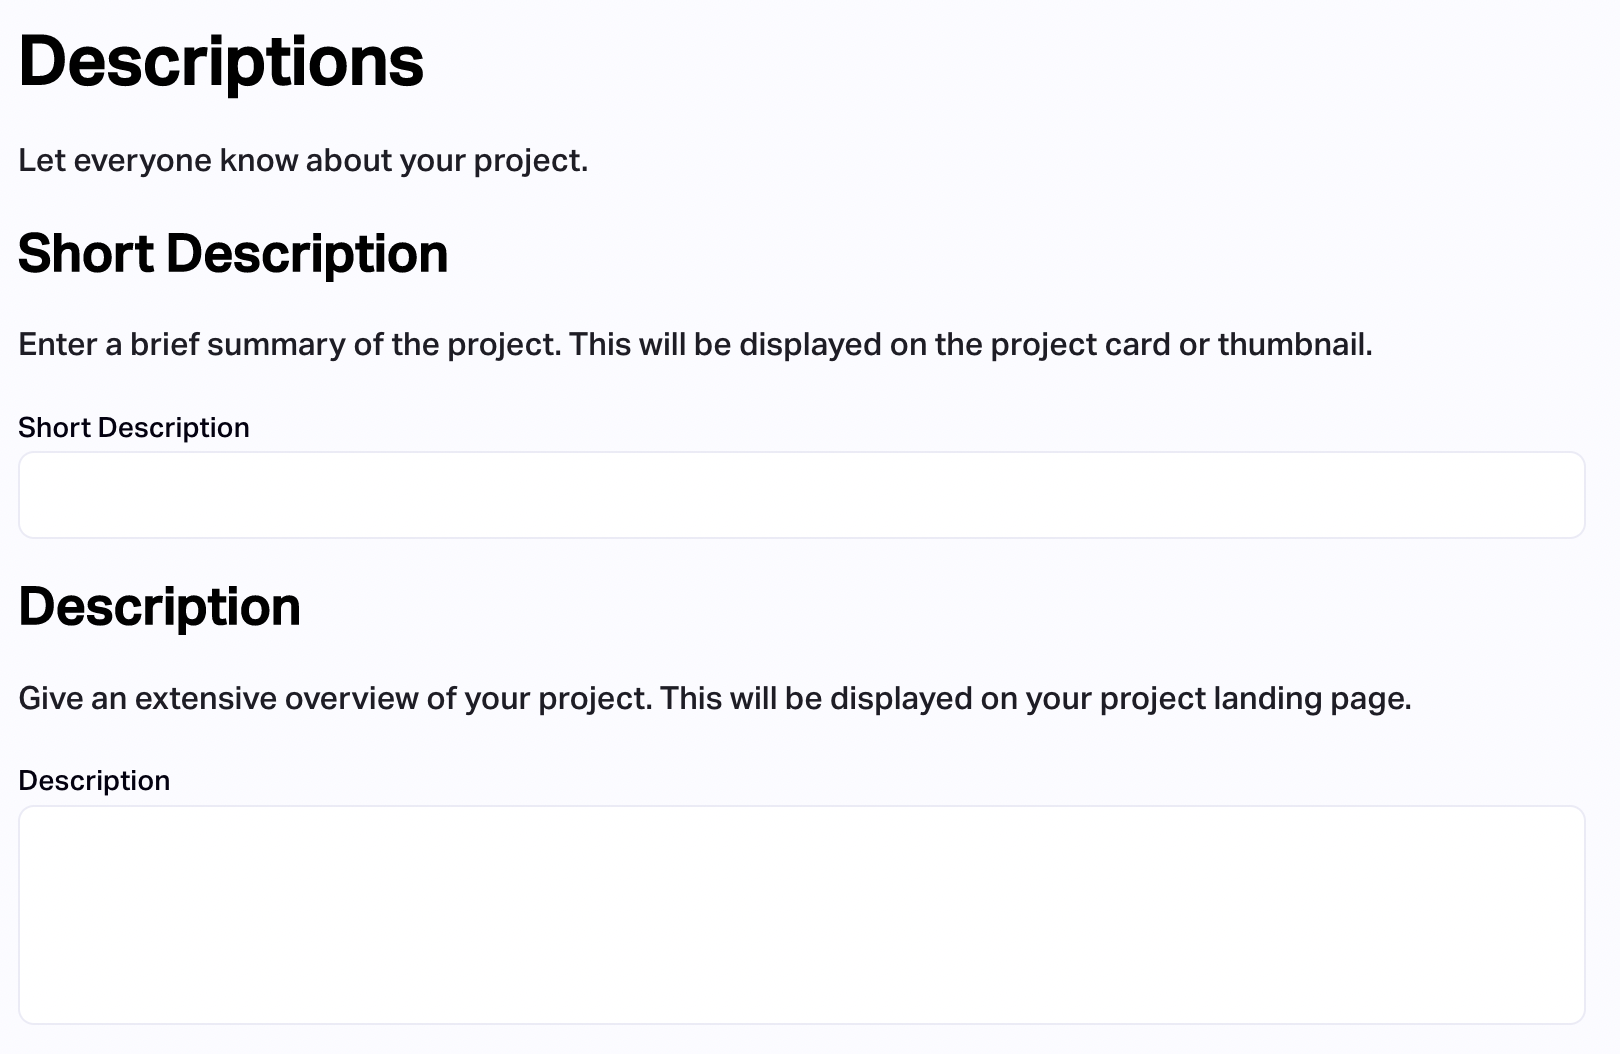 Descriptions
Let everyone know about your project.
Short Description
Enter a brief summary of the project. This will be displayed on the project card or thumbnail.
Short Description
Description
Give an extensive overview of your project. This will be displayed on your project landing page.
Description